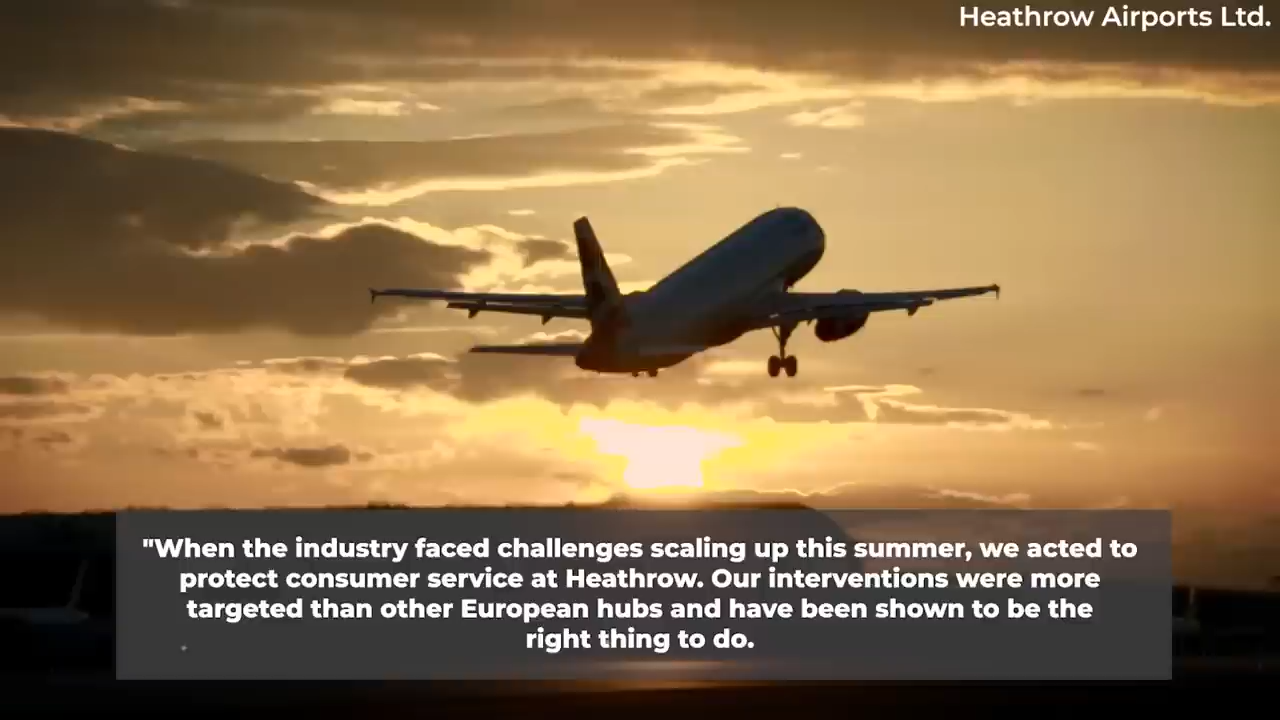 Heathrow Airports Ltd.
"When the industry faced challenges scaling up this summer, we acted to
protect consumer service at Heathrow. Our interventions were more
targeted than other European hubs and have been shown to be the
right thing to do.